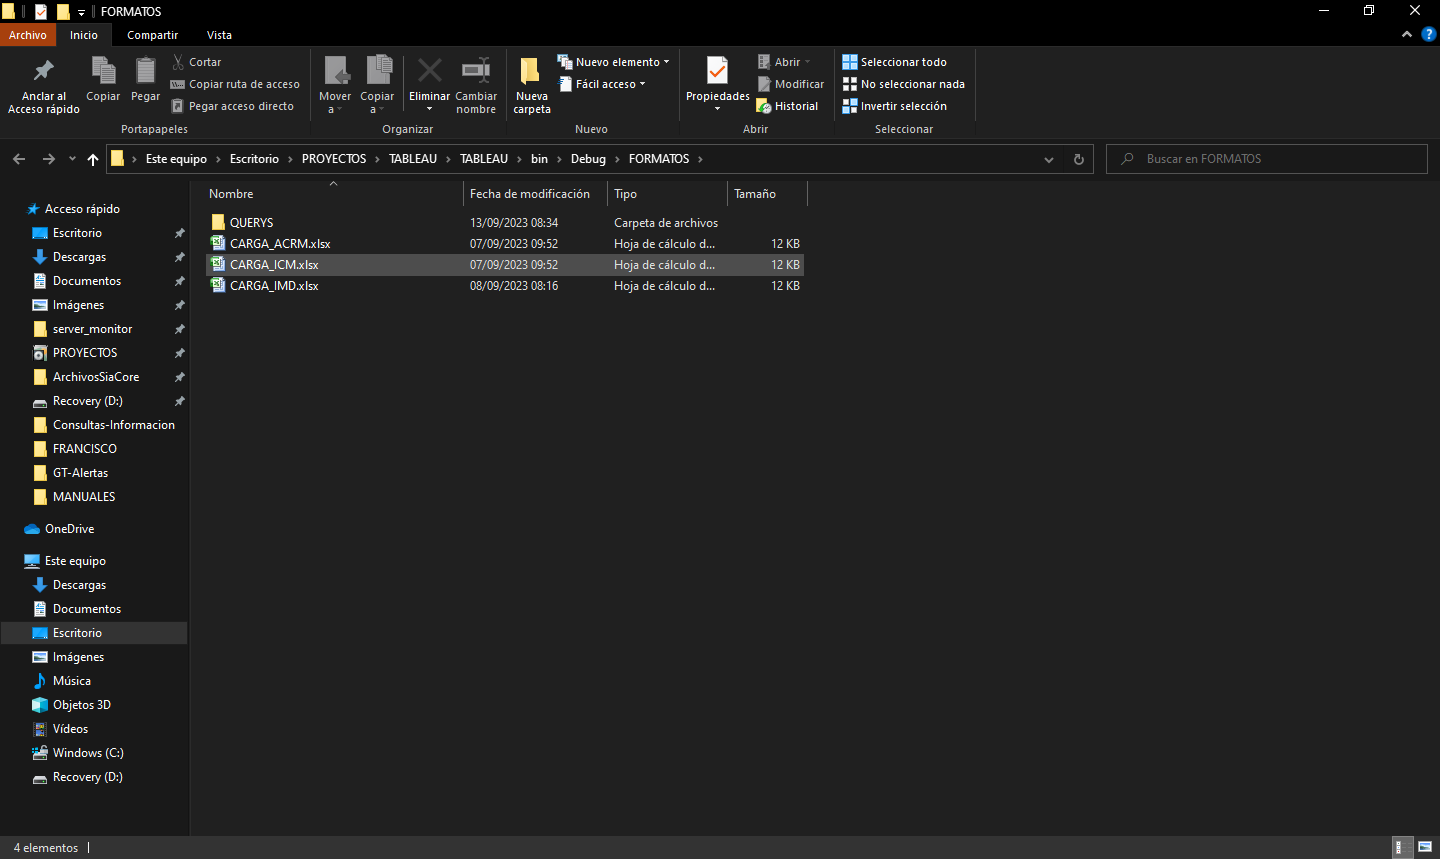 FORMATOS
Archivo Inicio Compartir Vista
Anclar al Acceso rápido
Copiar
Pegar
Cortar
Copiar ruta de acceso
Pegar acceso directo
Portapapeles
Mover a
Copiar a
Eliminar
Cambiar nombre
Organizar
Nueva carpeta
Nuevo elemento
Fácil acceso
Nuevo
Propiedades
Abrir
Modificar
Historial
Abrir
Seleccionar todo
No seleccionar nada
Invertir selección
Seleccionar
Este equipo > Escritorio > PROYECTOS > TABLEAU > TABLEAU > bin > Debug > FORMATOS >
Buscar en FORMATOS
Acceso rápido
Escritorio
Descargas
Documentos
Imágenes
server_monitor
PROYECTOS
ArchivosSiaCore
Recovery (D:)
Consultas-Informacion
FRANCISCO
GT-Alertas
MANUALES
OneDrive
Este equipo
Descargas
Documentos
Escritorio
Imágenes
Música
Objetos 3D
Vídeos
Windows (C:)
Recovery (D:)
Nombre Fecha de modificación Tipo Tamaño
QUERYS 13/09/2023 08:34 Carpeta de archivos
CARGA_ACRM.xlsx 07/09/2023 09:52 Hoja de cálculo d... 12 KB
CARGA_ICM.xlsx 07/09/2023 09:52 Hoja de cálculo d... 12 KB
CARGA_IMD.xlsx 08/09/2023 08:16 Hoja de cálculo d... 12 KB
4 elementos